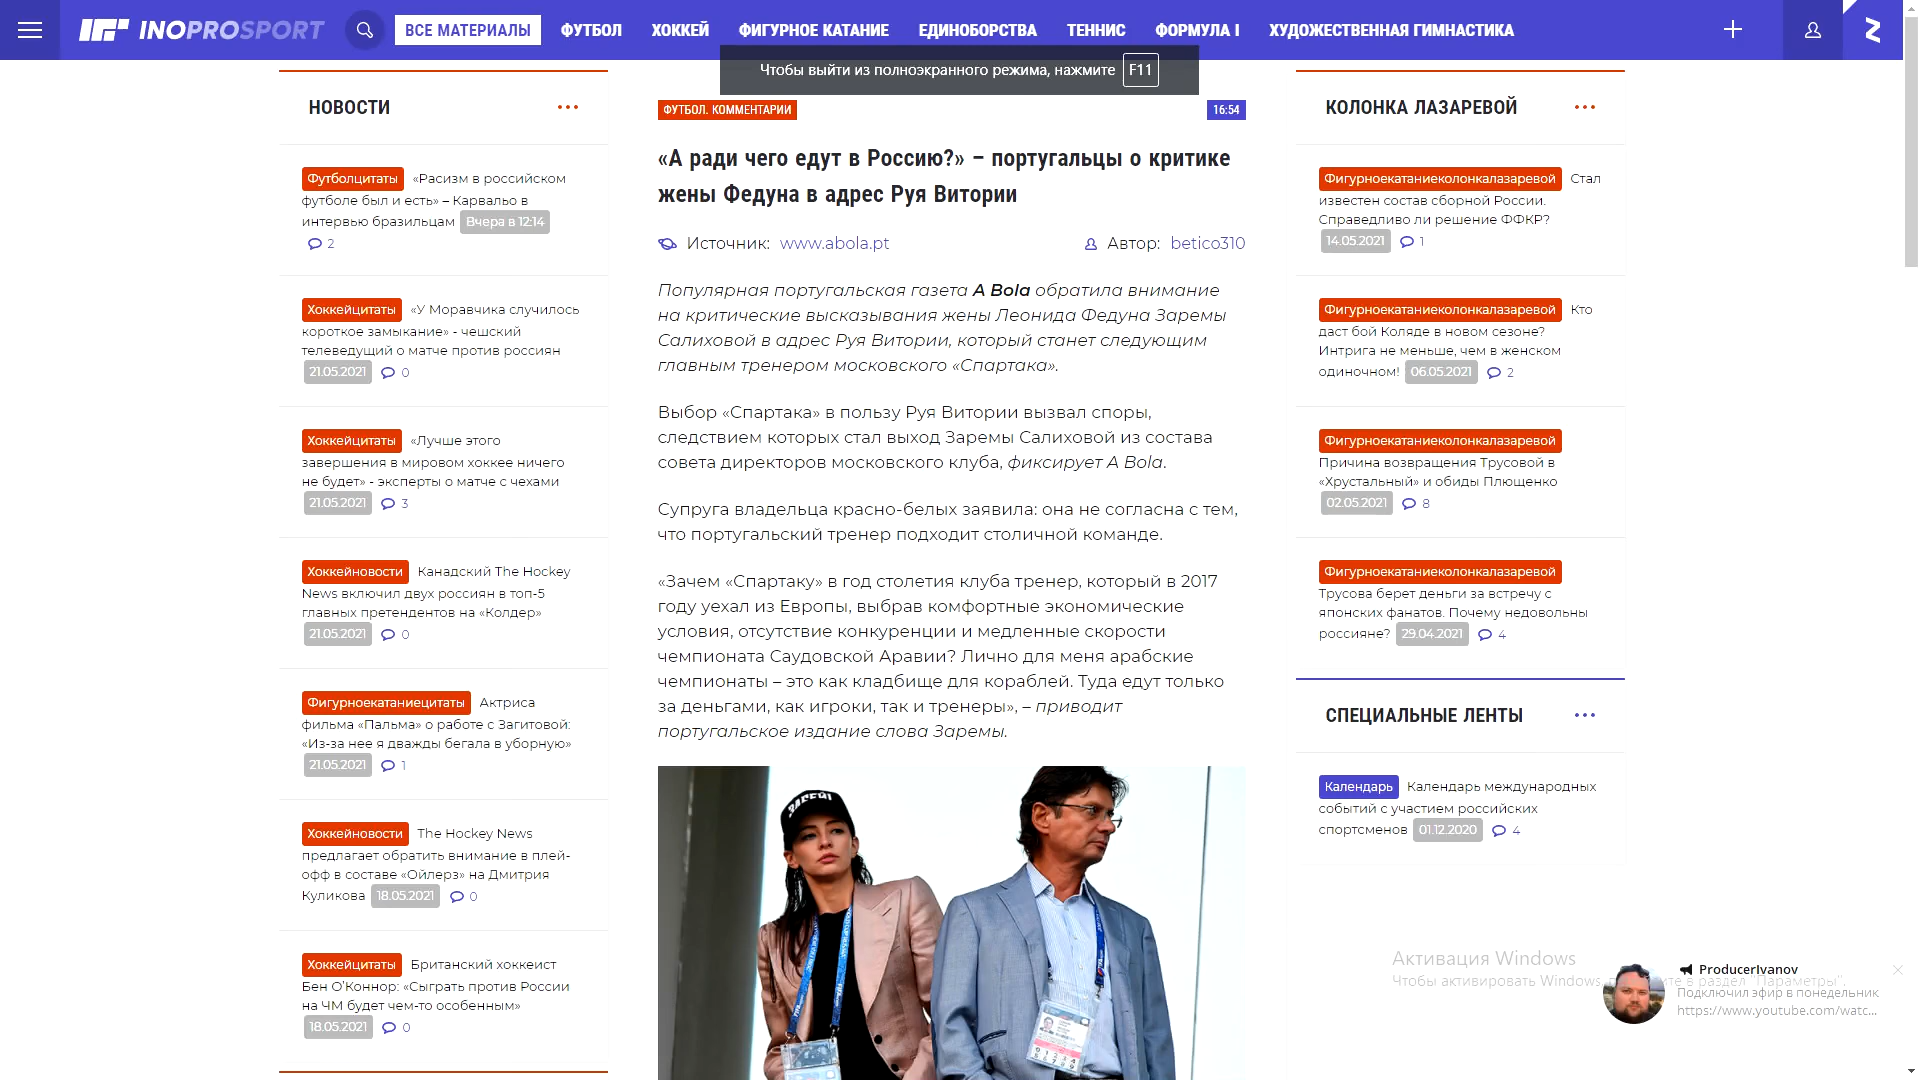 INOPROSPORT
ВСЕ МАТЕРИАЛЫ
ФУТБОЛ
ХОККЕЙ
ФИГУРНОЕ КАТАНИЕ
ЕДИНОБОРСТВА
ТЕННИС
ФОРМУЛА I
ХУДОЖЕСТВЕННАЯ ГИМНАСТИКА
Чтобы выйти из полноэкранного режима, нажмите F11
НОВОСТИ
Футболцитаты «Расизм в российском
футболе был и есть» – Карвальо в
интервью бразильцам Вчера в 12:14
2
Хоккейцитаты «У Моравчика случилось
короткое замыкание» - чешский
телеведущий о матче против россиян
21.05.2021 0
Хоккейцитаты «Лучше этого
завершения в мировом хоккее ничего
не будет» - эксперты о матче с чехами
21.05.2021 3
Хоккейновости Канадский The Hockey
News включил двух россиян в топ-5
главных претендентов на «Колдер»
21.05.2021 0
Фигурноекатаниецитаты Актриса
фильма «Пальма» о работе с Загитовой:
«Из-за нее я дважды бегала в уборную»
21.05.2021 1
Хоккейновости The Hockey News
предлагает обратить внимание в плей-
офф в составе «Ойлерз» на Дмитрия
Куликова 18.05.2021 0
Хоккейцитаты Британский хоккеист
Бен О’Коннор: «Сыграть против России
на ЧМ будет чем-то особенным»
18.05.2021 0
ФУТБОЛ. КОММЕНТАРИИ
16:54
«А ради чего едут в Россию?» – португальцы о критике
жены Федуна в адрес Руя Витории
Источник: www.abola.pt
Автор: betico310
Популярная португальская газета A Bola обратила внимание
на критические высказывания жены Леонида Федуна Заремы
Салиховой в адрес Руя Витории, который станет следующим
главным тренером московского «Спартака».
Выбор «Спартака» в пользу Руя Витории вызвал споры,
следствием которых стал выход Заремы Салиховой из состава
совета директоров московского клуба, фиксирует A Bola.
Супруга владельца красно-белых заявила: она не согласна с тем,
что португальский тренер подходит столичной команде.
«Зачем «Спартаку» в год столетия клуба тренер, который в 2017
году уехал из Европы, выбрав комфортные экономические
условия, отсутствие конкуренции и медленные скорости
чемпионата Саудовской Аравии? Лично для меня арабские
чемпионаты – это как кладбище для кораблей. Туда едут только
за деньгами, как игроки, так и тренеры», – приводит
португальское издание слова Заремы.
КОЛОНКА ЛАЗАРЕВОЙ
Фигурноекатаниеколонкалазаревой Стал
известен состав сборной России.
Справедливо ли решение ФФКР?
14.05.2021 1
Фигурноекатаниеколонкалазаревой Кто
даст бой Коляде в новом сезоне?
Интрига не меньше, чем в женском
одиночном! 06.05.2021 2
Фигурноекатаниеколонкалазаревой
Причина возвращения Трусовой в
«Хрустальный» и обиды Плющенко
02.05.2021 8
Фигурноекатаниеколонкалазаревой
Трусова берет деньги за встречу с
японских фанатов. Почему недовольны
россияне? 29.04.2021 4
СПЕЦИАЛЬНЫЕ ЛЕНТЫ
Календарь Календарь международных
событий с участием российских
спортсменов 01.12.2020 4
Активация Windows
Чтобы активировать Windows, раздел "Параметры".
ProducerIvanov
Подключил эфир в понедельник
https://www.youtube.com/watc...